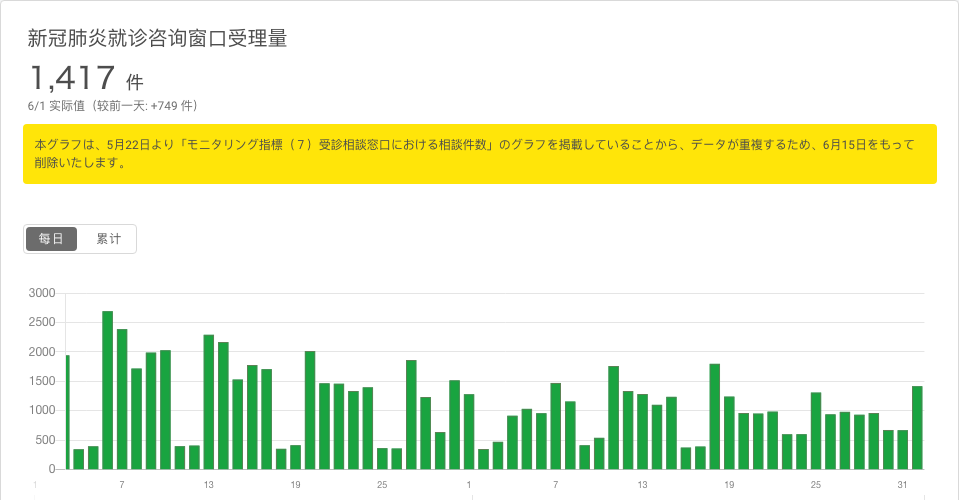 新冠肺炎就诊咨询窗口受理量
1,417 件
6/1 实际值（较前一天: +749 件）
本グラフは、5月22日より「モニタリング指標（７）受診相談窓口における相談件数」のグラフを掲載していることから、データが重複するため、6月15日をもって
削除いたします。
每日 累计
3000
2500
2000
1500
1000
500
0
7 13 19 25 1 7 13 19 25 31